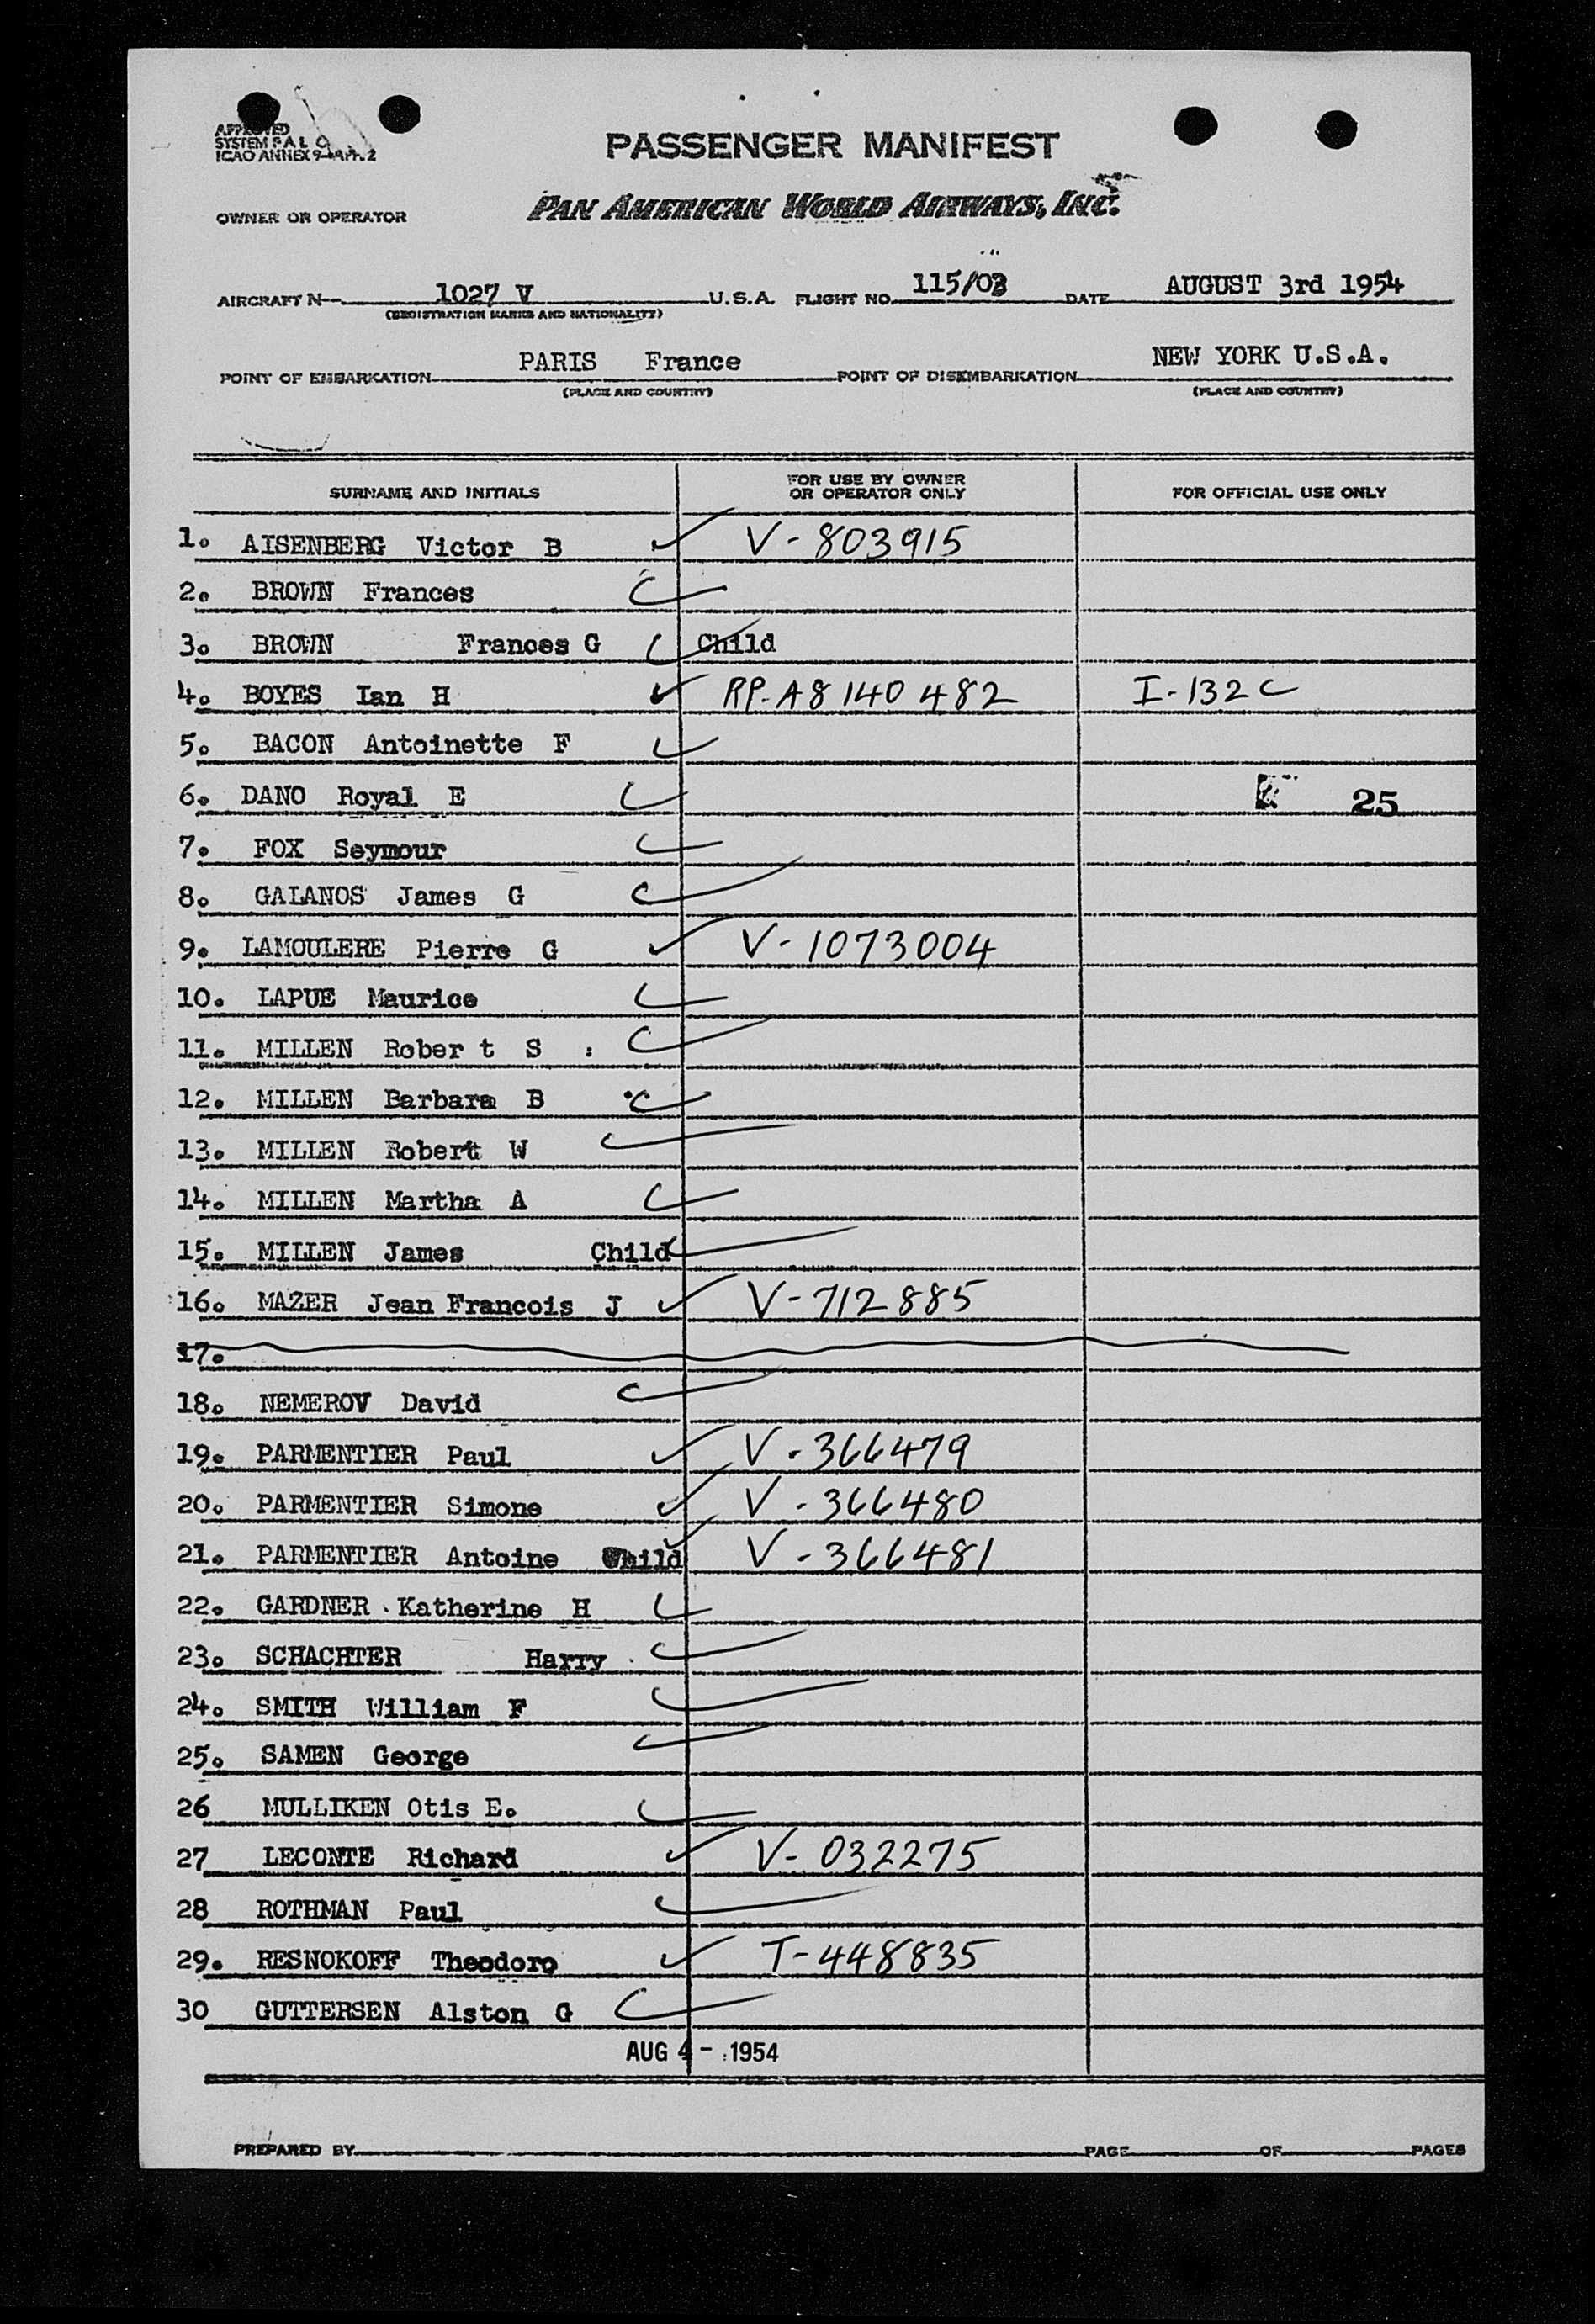 APPROVED
SYSTEM P A L O
ICAO ANNEX 9
PASSENGER MANIFEST
OWNER OR OPERATOR PAN AMERICAN WORLD AIRWAYS, INC.
AIRCRAFT N 1027 V U.S.A. FLIGHT NO. 115/03 DATE AUGUST 3rd 1954
(REGISTRATION MARKS AND NATIONALITY)
POINT OF EMBARKATION PARIS France POINT OF DISEMBARKATION NEW YORK U.S.A.
(PLACE AND COUNTRY) (PLACE AND COUNTRY)
SURNAME AND INITIALS FOR USE BY OWNER OR OPERATOR ONLY FOR OFFICIAL USE ONLY
1. AISENBERG Victor B V-803915
2. BROWN Frances
3. BROWN Frances G Child
4. BOYES Ian H RP-A8 140 482 I-132C
5. BACON Antoinette F
6. DANO Royal E 25
7. FOX Seymour
8. GALANOS James G
9. LAMOULERE Pierre G V-1073004
10. LAPUE Maurice
11. MILLEN Rober t S :
12. MILLEN Barbara B
13. MILLEN Robert W
14. MILLEN Martha A
15. MILLEN James Child
16. MAZER Jean Francois J V-712885
17.
18. NEMEROV David
19. PARMENTIER Paul V-366479
20. PARMENTIER Simone V-366480
21. PARMENTIER Antoine Child V-366481
22. GARDNER Katherine H
23. SCHACHTER Harry
24. SMITH William F
25. SAMEN George
26 MULLIKEN Otis E.
27 LECONTE Richard V-032275
28 ROTHMAN Paul
29. RESNOKOFF Theodoro T-448835
30 GUTTERSEN Alston G
AUG 4 - 1954
PREPARED BY PAGE OF PAGES